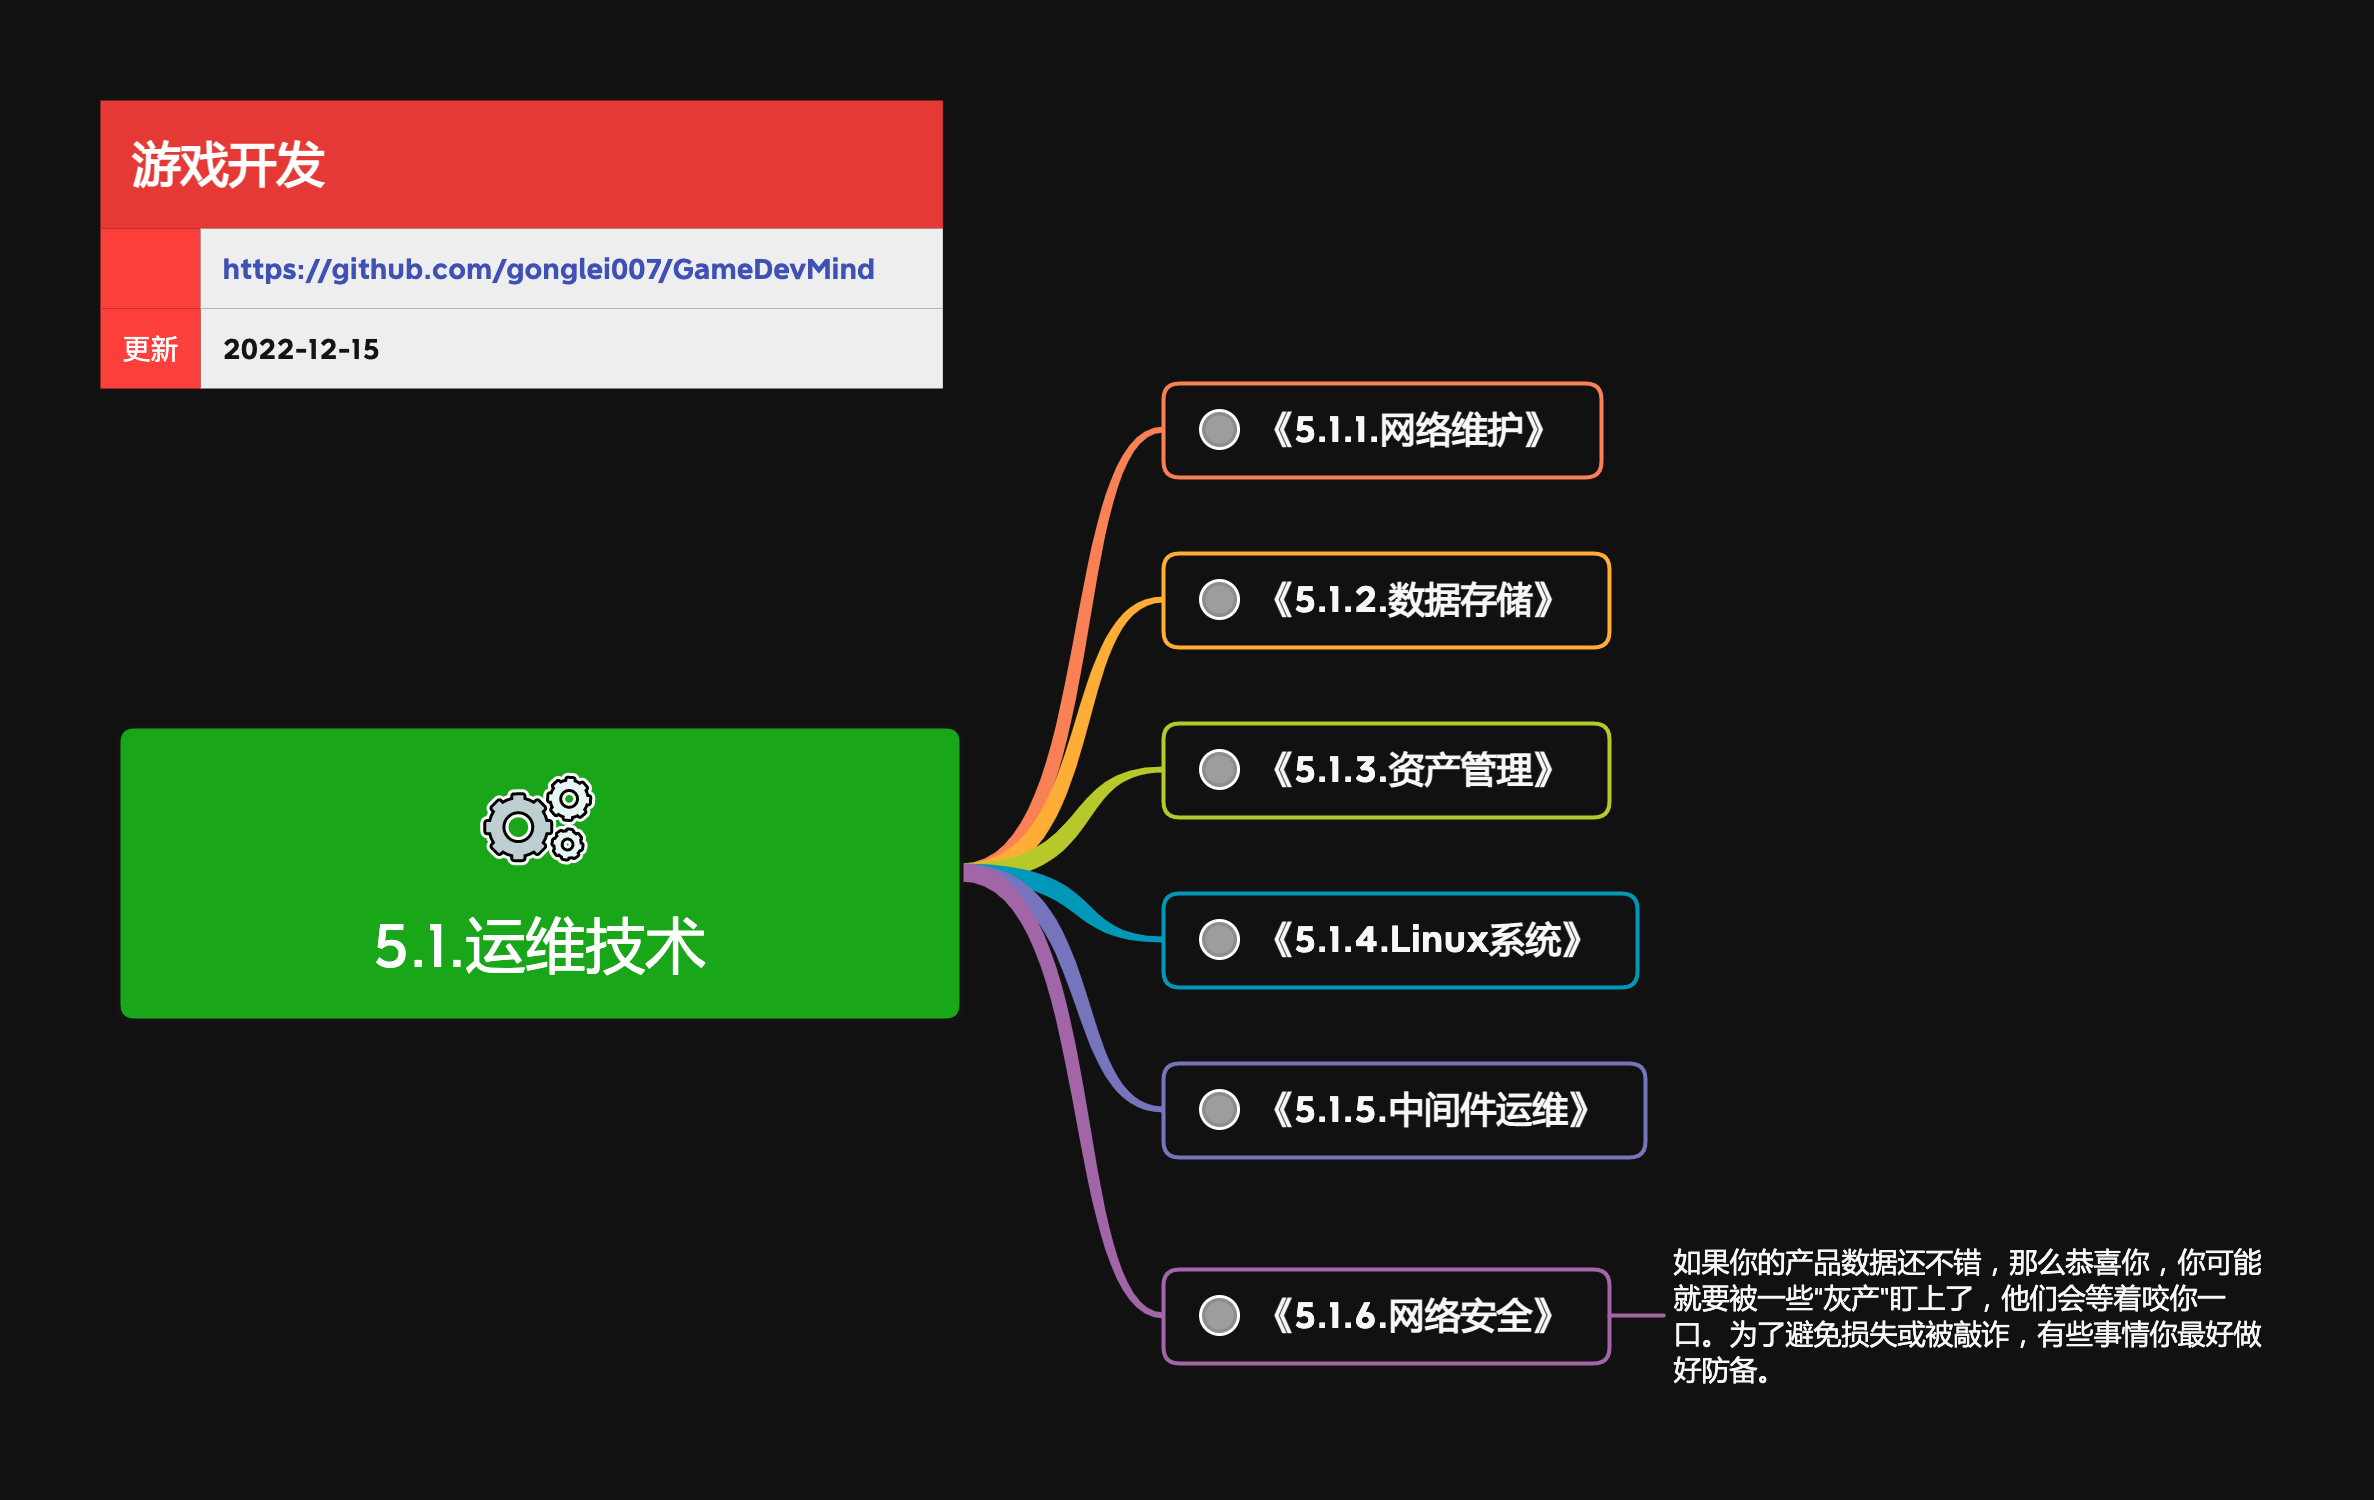 游戏开发
https://github.com/gonglei007/GameDevMind
更新 2022-12-15
《5.1.1.网络维护》
《5.1.2.数据存储》
《5.1.3.资产管理》
5.1.运维技术
《5.1.4.Linux系统》
《5.1.5.中间件运维》
《5.1.6.网络安全》
如果你的产品数据还不错，那么恭喜你，你可能
就要被一些"灰产"盯上了，他们会等着咬你一
口。为了避免损失或被敲诈，有些事情你最好做
好防备。